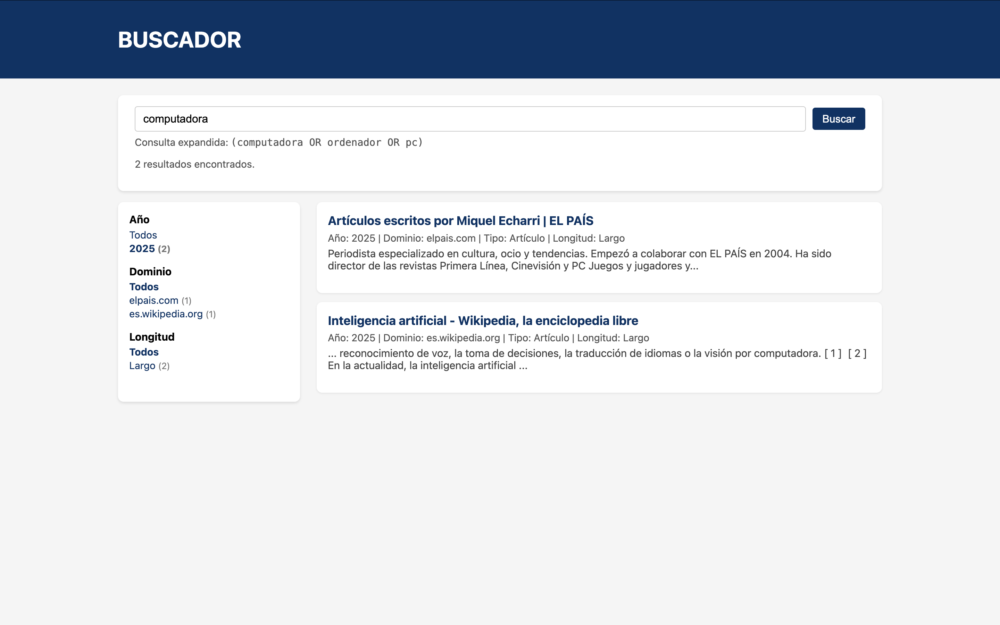 BUSCADOR
computadora
Buscar
Consulta expandida: (computadora OR ordenador OR pc)
2 resultados encontrados.
Año
Todos
2025 (2)
Dominio
Todos
elpais.com (1)
es.wikipedia.org (1)
Longitud
Todos
Largo (2)
Artículos escritos por Miquel Echarri | EL PAÍS
Año: 2025 | Dominio: elpais.com | Tipo: Artículo | Longitud: Largo
Periodista especializado en cultura, ocio y tendencias. Empezó a colaborar con EL PAÍS en 2004. Ha sido
director de las revistas Primera Línea, Cinevisión y PC Juegos y jugadores y...
Inteligencia artificial - Wikipedia, la enciclopedia libre
Año: 2025 | Dominio: es.wikipedia.org | Tipo: Artículo | Longitud: Largo
... reconocimiento de voz, la toma de decisiones, la traducción de idiomas o la visión por computadora. [ 1 ] ​ [ 2 ]
En la actualidad, la inteligencia artificial ...